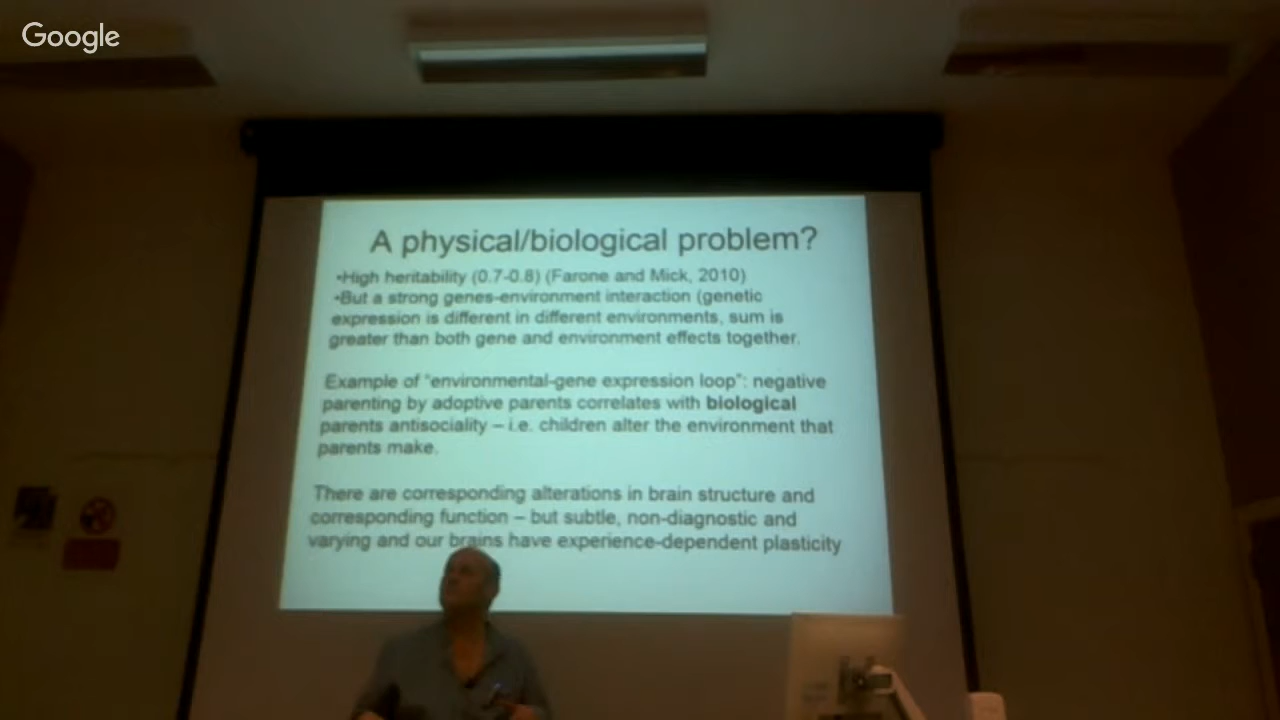 Google
A physical/biological problem?
•High heritability (0.7-0.8) (Farone and Mick, 2010)
•But a strong genes-environment interaction (genetic
expression is different in different environments, sum is
greater than both gene and environment effects together.
Example of "environmental-gene expression loop": negative
parenting by adoptive parents correlates with biological
parents antisociality – i.e. children alter the environment that
parents make.
There are corresponding alterations in brain structure and
corresponding function – but subtle, non-diagnostic and
varying and our brains have experience-dependent plasticity